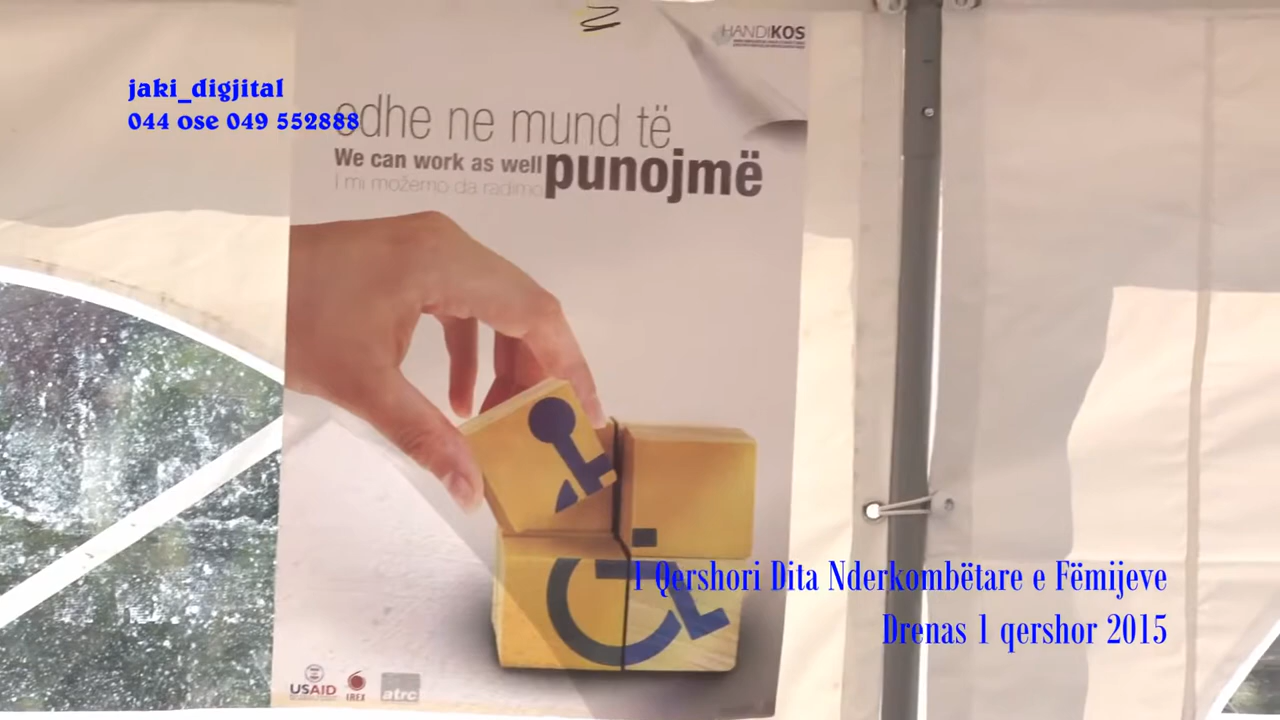 HANDIKOS
jaki_digjital
044 ose 049 552888
edhe ne mund të
We can work as well
punojmë
I mi možemo da radimo
1 Qershori Dita Nderkombëtare e Fëmijeve
Drenas 1 qershor 2015
USAID
IREX
atrc